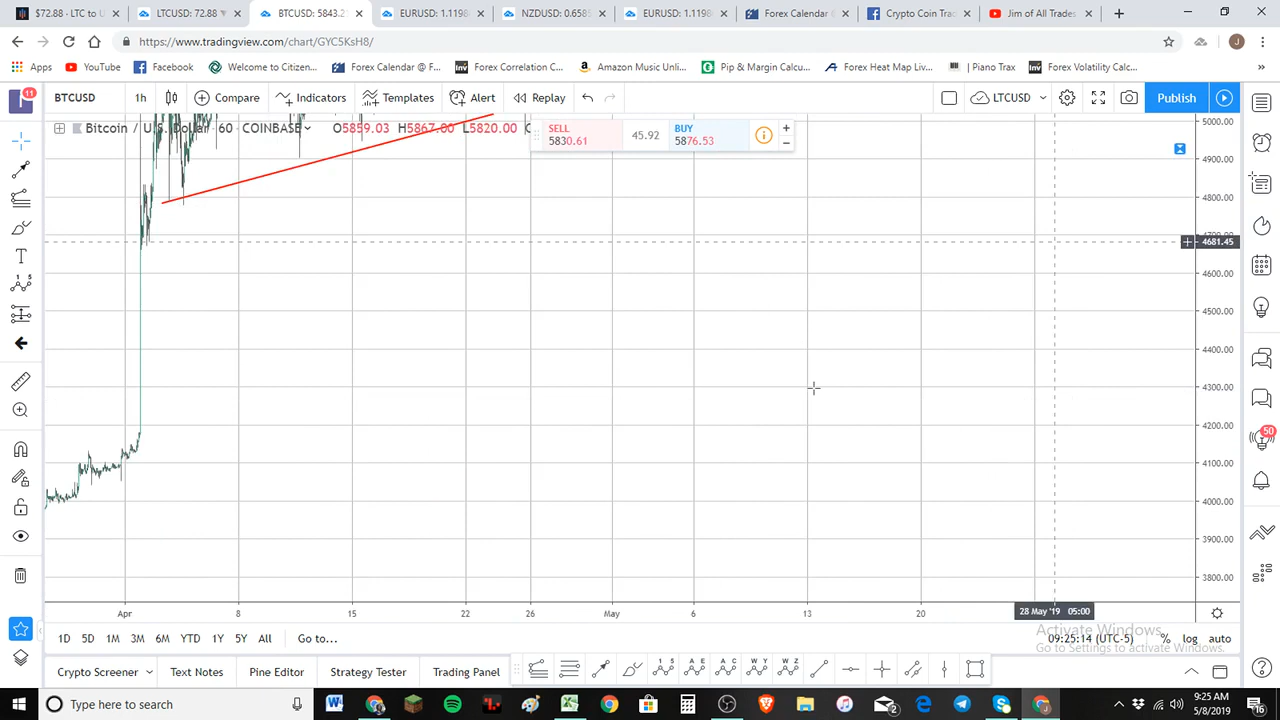 $72.88 - LTC to U
LTCUSD: 72.88
BTCUSD: 5843.2
EURUSD: 1.1198
NZDUSD: 0.6585
EURUSD: 1.1198
Forex Calendar @
Crypto Coin Tra
Jim of All Trades
https://www.tradingview.com/chart/GYC5KsH8/
J
Apps
YouTube
Facebook
Welcome to Citizen...
Forex Calendar @ F...
Inv
Forex Correlation C...
Amazon Music Unli...
Pip & Margin Calcu...
Forex Heat Map Liv...
Piano Trax
Inv
Forex Volatility Calc...
»
11
BTCUSD
1h
Compare
Indicators
Templates
Alert
Replay
LTCUSD
Publish
Bitcoin / U.S. Dollar 60 COINBASE O5859.03 H5867.00 L5820.00
SELL
5830.61
45.92
BUY
5876.53
5000.00
4900.00
4800.00
4681.45
4600.00
4500.00
4400.00
4300.00
4200.00
4100.00
4000.00
3900.00
3800.00
50
Apr
8
15
22
26
May
6
13
20
28 May '19 05:00
1D
5D
1M
3M
6M
YTD
1Y
5Y
All
Go to...
09:25:14 (UTC-5)
%
log
auto
Activate Windows
Go to Settings to activate Windows.
Crypto Screener
Text Notes
Pine Editor
Strategy Tester
Trading Panel
Type here to search
9:25 AM
5/8/2019